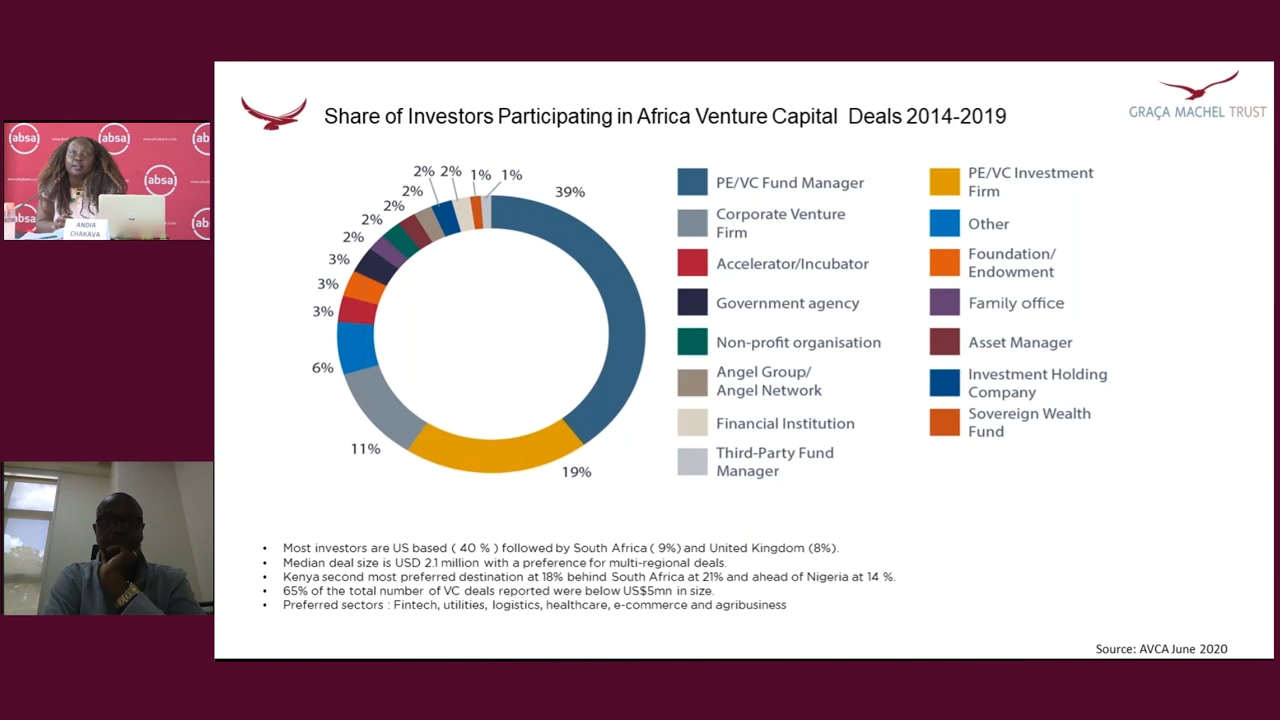 Share of Investors Participating in Africa Venture Capital Deals 2014-2019
GRAÇA MACHEL TRUST
(absa)
(absa)
(absa)
(absa)
ANDIA
CHAKAVA
39%
19%
11%
6%
3%
3%
3%
2%
2%
2%
2%
2%
2%
1%
1%
PE/VC Fund Manager
Corporate Venture
Firm
Accelerator/Incubator
Government agency
Non-profit organisation
Angel Group/
Angel Network
Financial Institution
Third-Party Fund
Manager
PE/VC Investment
Firm
Other
Foundation/
Endowment
Family office
Asset Manager
Investment Holding
Company
Sovereign Wealth
Fund
• Most investors are US based ( 40 % ) followed by South Africa ( 9%) and United Kingdom (8%).
• Median deal size is USD 2.1 million with a preference for multi-regional deals.
• Kenya second most preferred destination at 18% behind South Africa at 21% and ahead of Nigeria at 14 %.
• 65% of the total number of VC deals reported were below US$5mn in size.
• Preferred sectors : Fintech, utilities, logistics, healthcare, e-commerce and agribusiness
Source: AVCA June 2020